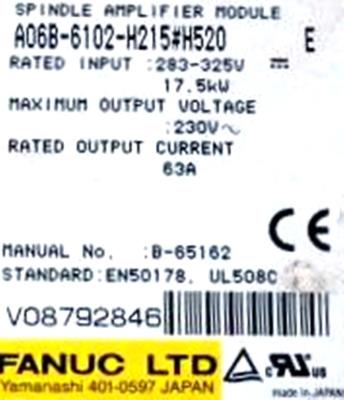 SPINDLE AMPLIFIER MODULE
A06B-6102-H215#H520 E
RATED INPUT :283-325V ⎓
17.5kW
MAXIMUM OUTPUT VOLTAGE
:230V～
RATED OUTPUT CURRENT
63A
CE
MANUAL No. :B-65162
STANDARD:EN50178, UL508C
V08792846
FANUC LTD
Yamanashi 401-0597 JAPAN
c UR us
made in JAPAN